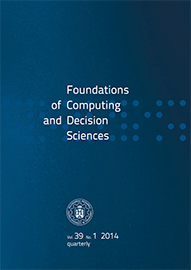 Foundations
of Computing
and Decision
Sciences
Vol. 39 No. 1 2014
quarterly